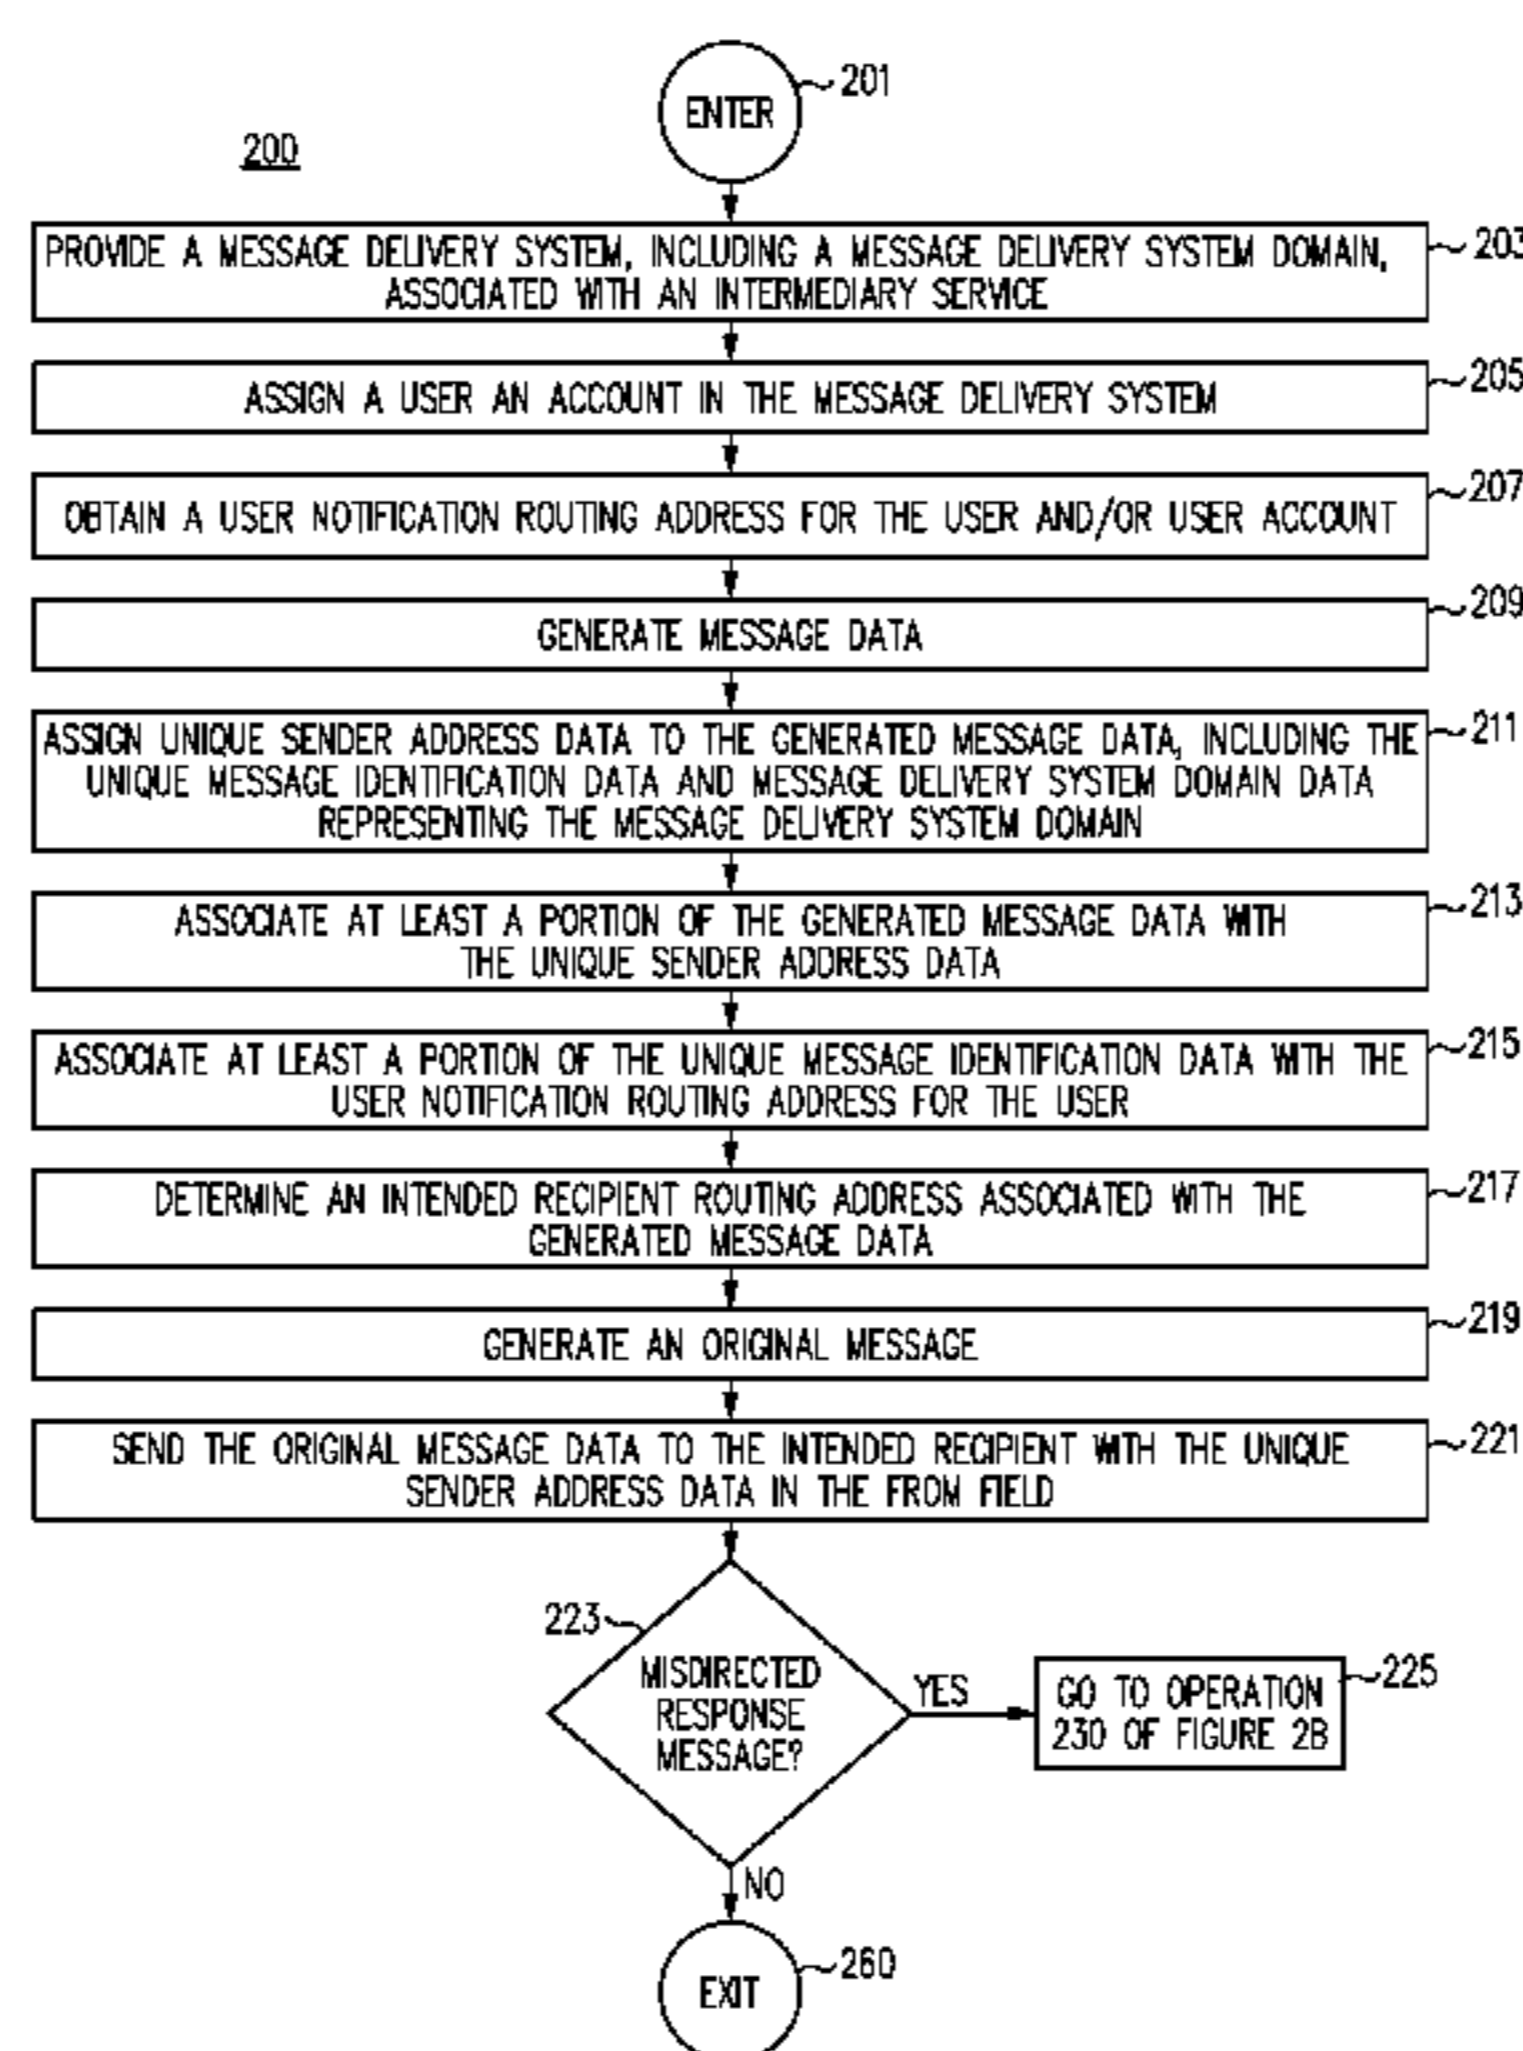 201
ENTER
200
PROVIDE A MESSAGE DELIVERY SYSTEM, INCLUDING A MESSAGE DELIVERY SYSTEM DOMAIN,
ASSOCIATED WITH AN INTERMEDIARY SERVICE
203
ASSIGN A USER AN ACCOUNT IN THE MESSAGE DELIVERY SYSTEM
205
OBTAIN A USER NOTIFICATION ROUTING ADDRESS FOR THE USER AND/OR USER ACCOUNT
207
GENERATE MESSAGE DATA
209
ASSIGN UNIQUE SENDER ADDRESS DATA TO THE GENERATED MESSAGE DATA, INCLUDING THE
UNIQUE MESSAGE IDENTIFICATION DATA AND MESSAGE DELIVERY SYSTEM DOMAIN DATA
REPRESENTING THE MESSAGE DELIVERY SYSTEM DOMAIN
211
ASSOCIATE AT LEAST A PORTION OF THE GENERATED MESSAGE DATA WITH
THE UNIQUE SENDER ADDRESS DATA
213
ASSOCIATE AT LEAST A PORTION OF THE UNIQUE MESSAGE IDENTIFICATION DATA WITH THE
USER NOTIFICATION ROUTING ADDRESS FOR THE USER
215
DETERMINE AN INTENDED RECIPIENT ROUTING ADDRESS ASSOCIATED WITH THE
GENERATED MESSAGE DATA
217
GENERATE AN ORIGINAL MESSAGE
219
SEND THE ORIGINAL MESSAGE DATA TO THE INTENDED RECIPIENT WITH THE UNIQUE
SENDER ADDRESS DATA IN THE FROM FIELD
221
223
MISDIRECTED
RESPONSE
MESSAGE?
YES
GO TO OPERATION
230 OF FIGURE 2B
225
NO
EXIT
260